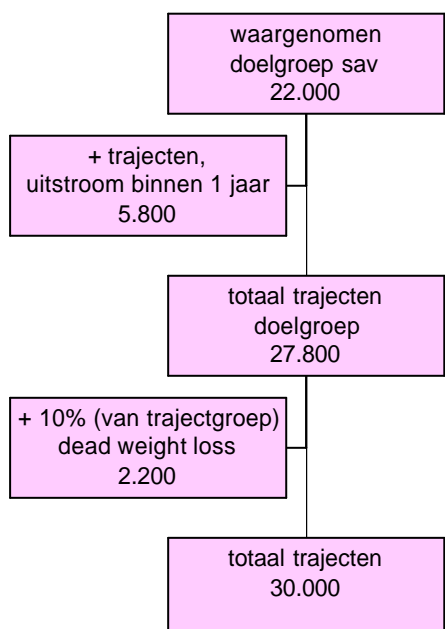 waargenomen
doelgroep sav
22.000
+ trajecten,
uitstroom binnen 1 jaar
5.800
totaal trajecten
doelgroep
27.800
+ 10% (van trajectgroep)
dead weight loss
2.200
totaal trajecten
30.000